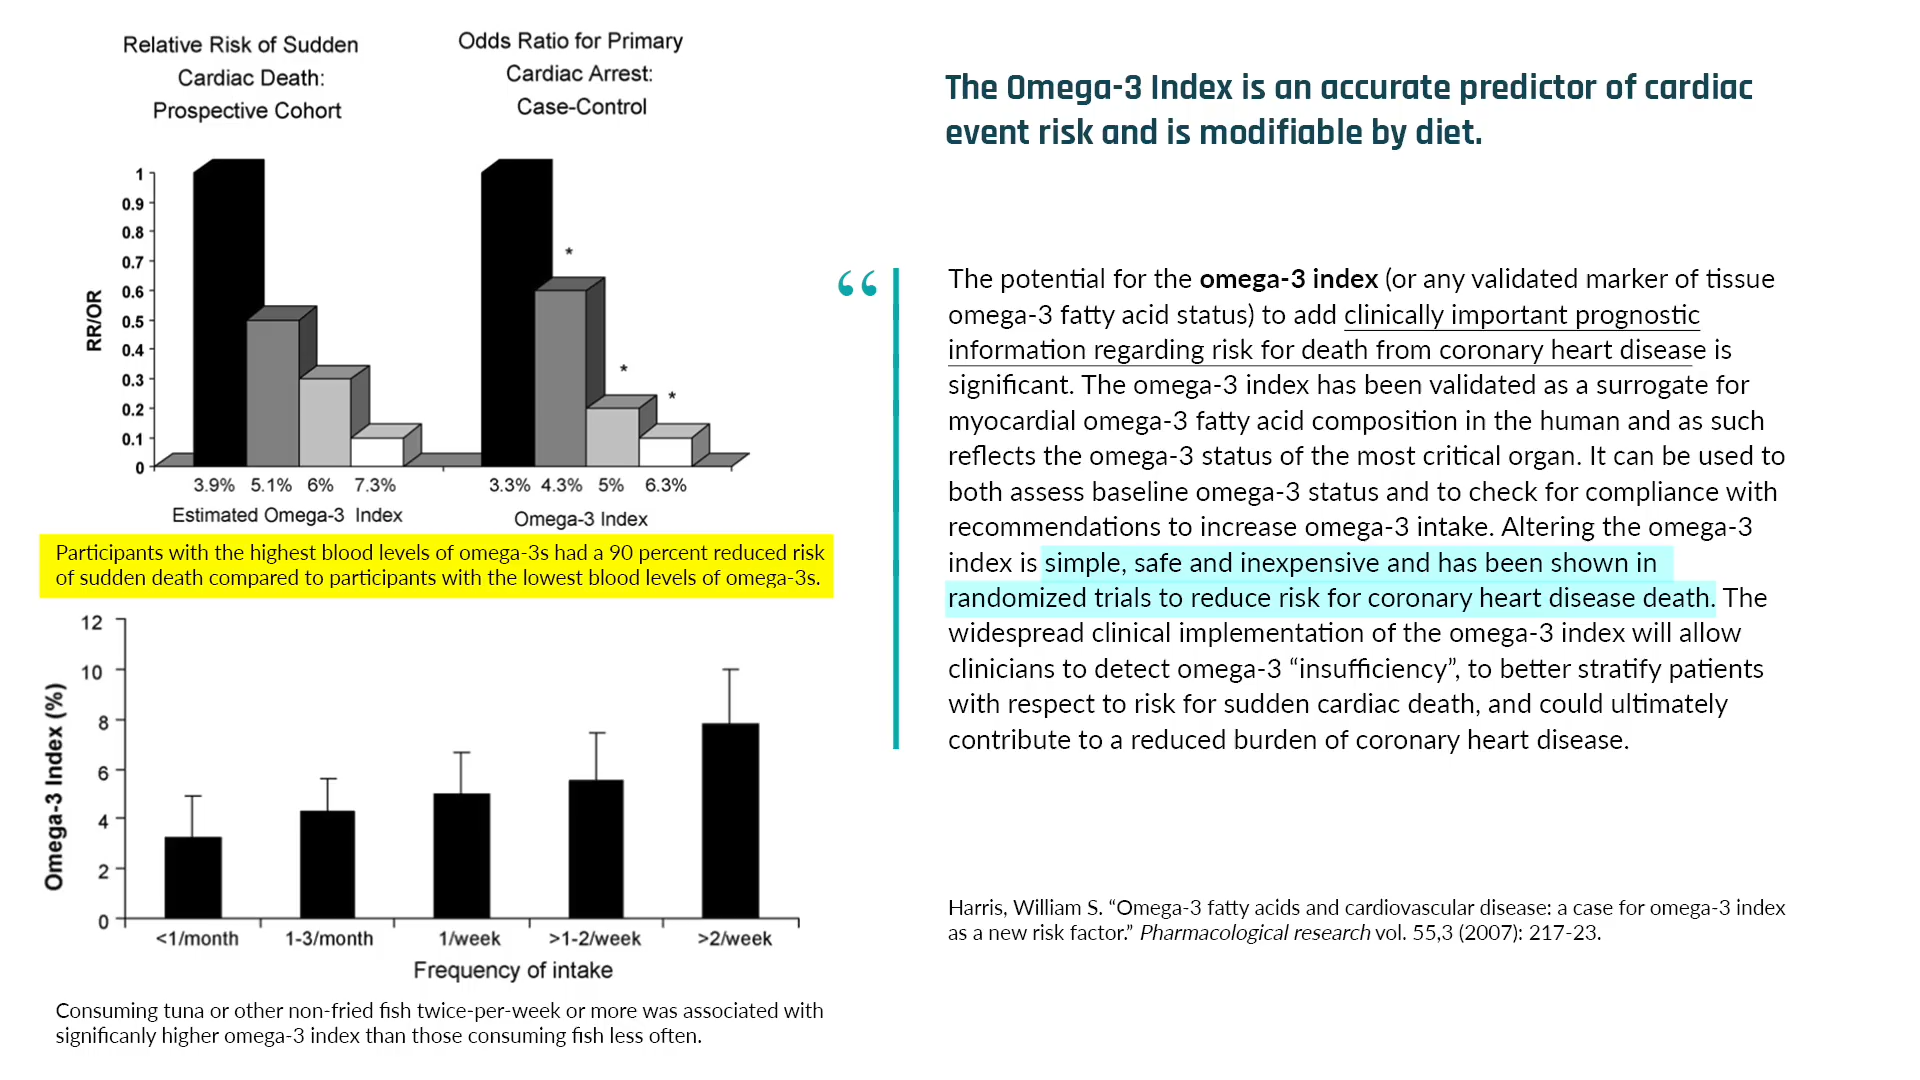 Relative Risk of Sudden
Cardiac Death:
Prospective Cohort
Odds Ratio for Primary
Cardiac Arrest:
Case-Control
RR/OR
1
0.9
0.8
0.7
0.6
0.5
0.4
0.3
0.2
0.1
0
*
*
*
3.9% 5.1% 6% 7.3%
Estimated Omega-3 Index
3.3% 4.3% 5% 6.3%
Omega-3 Index
Participants with the highest blood levels of omega-3s had a 90 percent reduced risk
of sudden death compared to participants with the lowest blood levels of omega-3s.
Omega-3 Index (%)
12
10
8
6
4
2
0
<1/month 1-3/month 1/week >1-2/week >2/week
Frequency of intake
Consuming tuna or other non-fried fish twice-per-week or more was associated with
significanly higher omega-3 index than those consuming fish less often.
The Omega-3 Index is an accurate predictor of cardiac
event risk and is modifiable by diet.
“
The potential for the omega-3 index (or any validated marker of tissue
omega-3 fatty acid status) to add clinically important prognostic
information regarding risk for death from coronary heart disease is
significant. The omega-3 index has been validated as a surrogate for
myocardial omega-3 fatty acid composition in the human and as such
reflects the omega-3 status of the most critical organ. It can be used to
both assess baseline omega-3 status and to check for compliance with
recommendations to increase omega-3 intake. Altering the omega-3
index is simple, safe and inexpensive and has been shown in
randomized trials to reduce risk for coronary heart disease death. The
widespread clinical implementation of the omega-3 index will allow
clinicians to detect omega-3 “insufficiency”, to better stratify patients
with respect to risk for sudden cardiac death, and could ultimately
contribute to a reduced burden of coronary heart disease.
Harris, William S. “Omega-3 fatty acids and cardiovascular disease: a case for omega-3 index
as a new risk factor.” Pharmacological research vol. 55,3 (2007): 217-23.